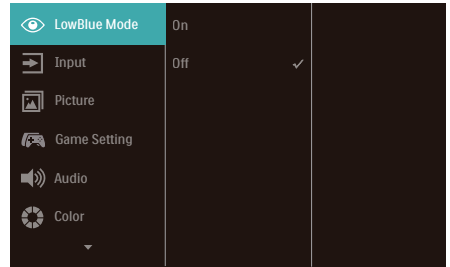 LowBlue Mode
On
Input
Off
Picture
Game Setting
Audio
Color